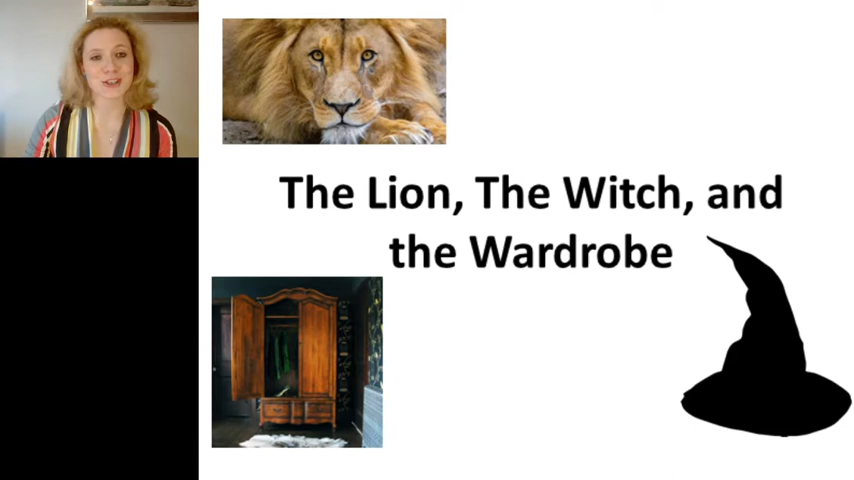 The Lion, The Witch, and
the Wardrobe